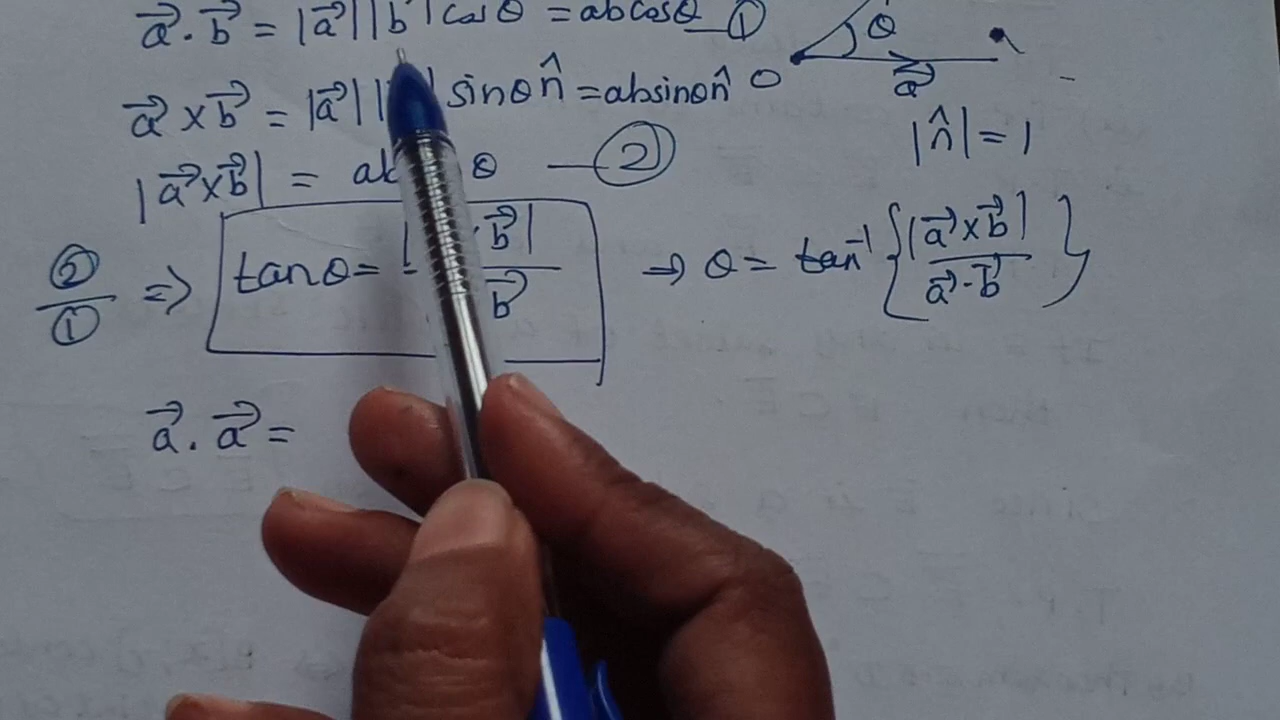 a⃗ . b⃗ = |a⃗| |b⃗| cos θ = ab cos θ — ①
θ
a⃗
a⃗ × b⃗ = |a⃗| | | sin θ n̂ = ab sin θ n̂
|n̂| = 1
|a⃗ × b⃗| = ab θ — ②
②/① => tan θ = | b⃗| / b⃗ => θ = tan⁻¹ { |a⃗ × b⃗| / a⃗ . b⃗ }
a⃗ . a⃗ =